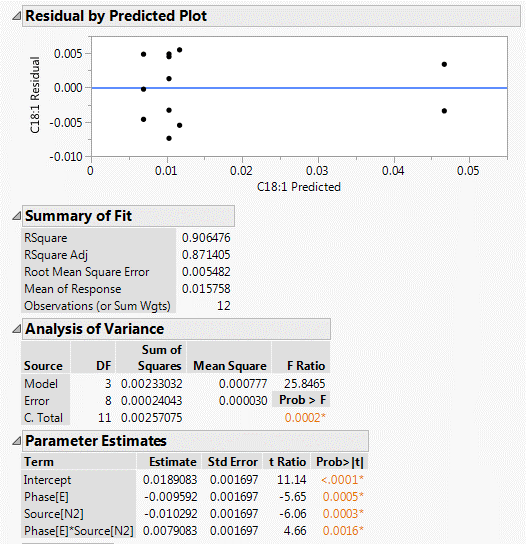 Residual by Predicted Plot
C18:1 Residual
0.005
0.000
-0.005
-0.010
0 0.01 0.02 0.03 0.04 0.05
C18:1 Predicted
Summary of Fit
RSquare 0.906476
RSquare Adj 0.871405
Root Mean Square Error 0.005482
Mean of Response 0.015758
Observations (or Sum Wgts) 12
Analysis of Variance
Sum of
Source DF Squares Mean Square F Ratio
Model 3 0.00233032 0.000777 25.8465
Error 8 0.00024043 0.000030 Prob > F
C. Total 11 0.00257075 0.0002*
Parameter Estimates
Term Estimate Std Error t Ratio Prob>|t|
Intercept 0.0189083 0.001697 11.14 <.0001*
Phase[E] -0.009592 0.001697 -5.65 0.0005*
Source[N2] -0.010292 0.001697 -6.06 0.0003*
Phase[E]*Source[N2] 0.0079083 0.001697 4.66 0.0016*